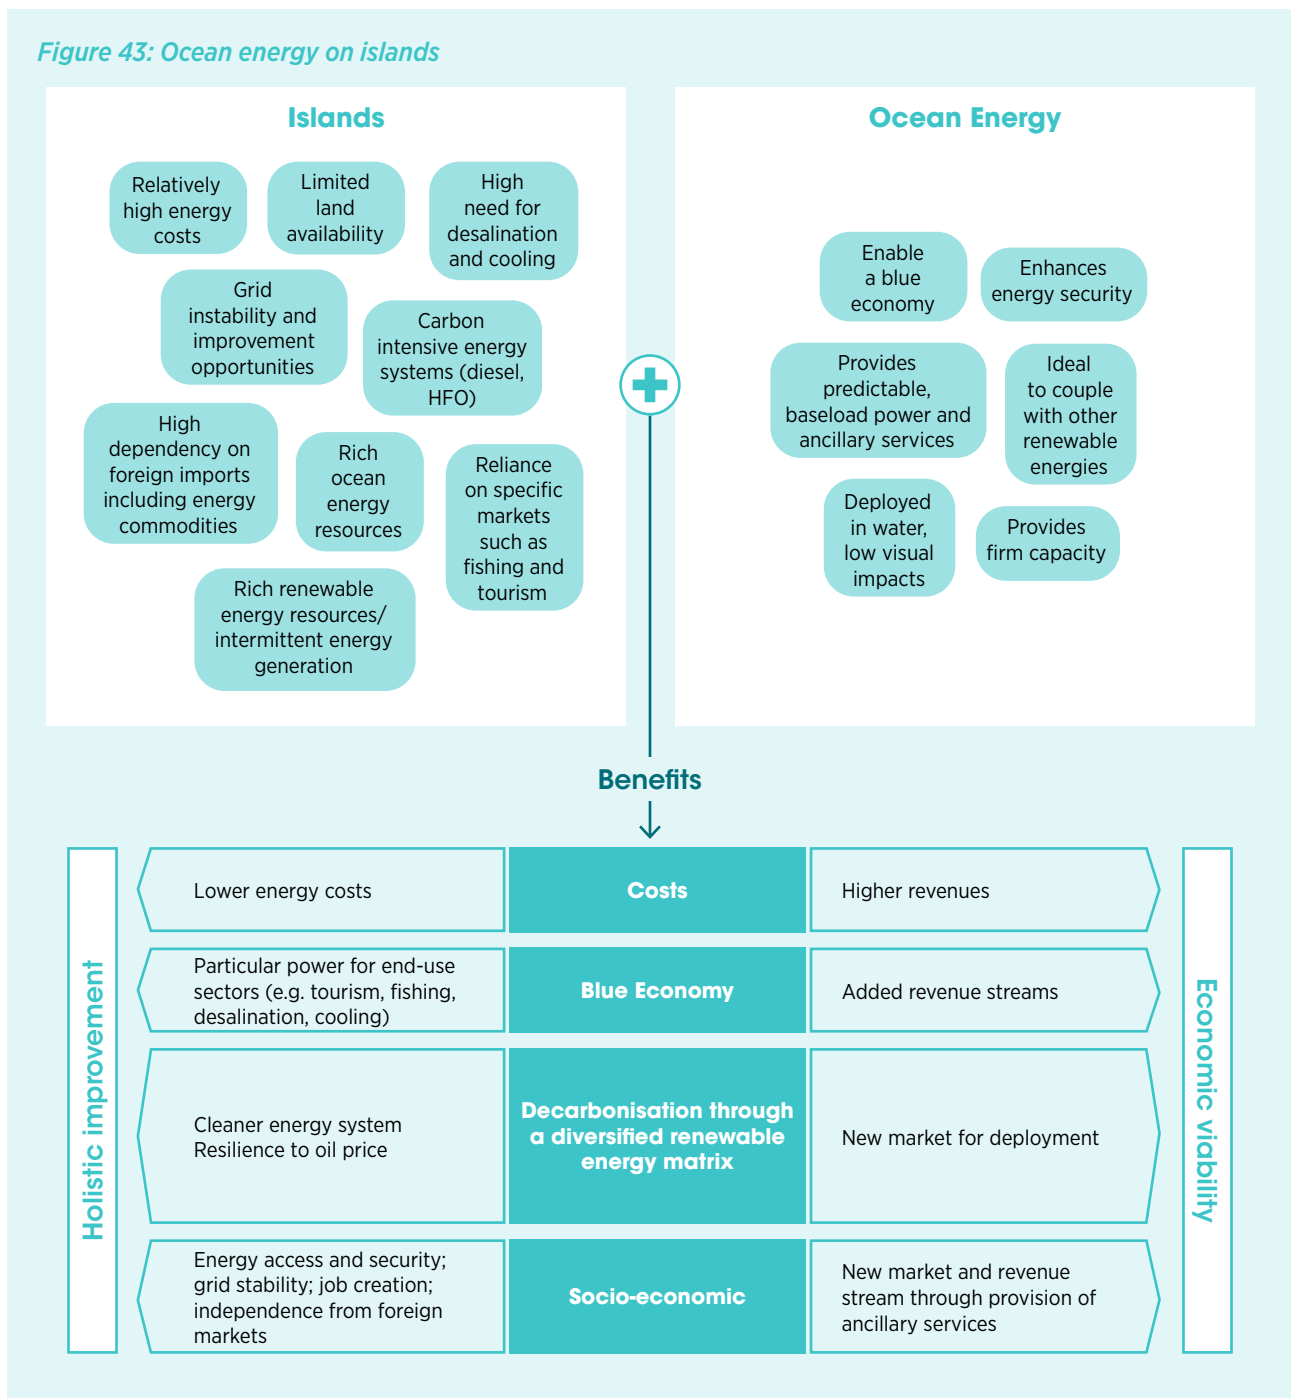 Figure 43: Ocean energy on islands
Islands
Relatively
high energy
costs
Limited
land
availability
High
need for
desalination
and cooling
Grid
instability and
improvement
opportunities
Carbon
intensive energy
systems (diesel,
HFO)
High
dependency on
foreign imports
including energy
commodities
Rich
ocean
energy
resources
Reliance
on specific
markets
such as
fishing and
tourism
Rich renewable
energy resources/
intermittent energy
generation
Ocean Energy
Enable
a blue
economy
Enhances
energy security
Provides
predictable,
baseload power and
ancillary services
Ideal
to couple
with other
renewable
energies
Deployed
in water,
low visual
impacts
Provides
firm capacity
Benefits
Holistic improvement
Lower energy costs
Costs
Higher revenues
Particular power for end-use
sectors (e.g. tourism, fishing,
desalination, cooling)
Blue Economy
Added revenue streams
Cleaner energy system
Resilience to oil price
Decarbonisation through
a diversified renewable
energy matrix
New market for deployment
Energy access and security;
grid stability; job creation;
independence from foreign
markets
Socio-economic
New market and revenue
stream through provision of
ancillary services
Economic viability